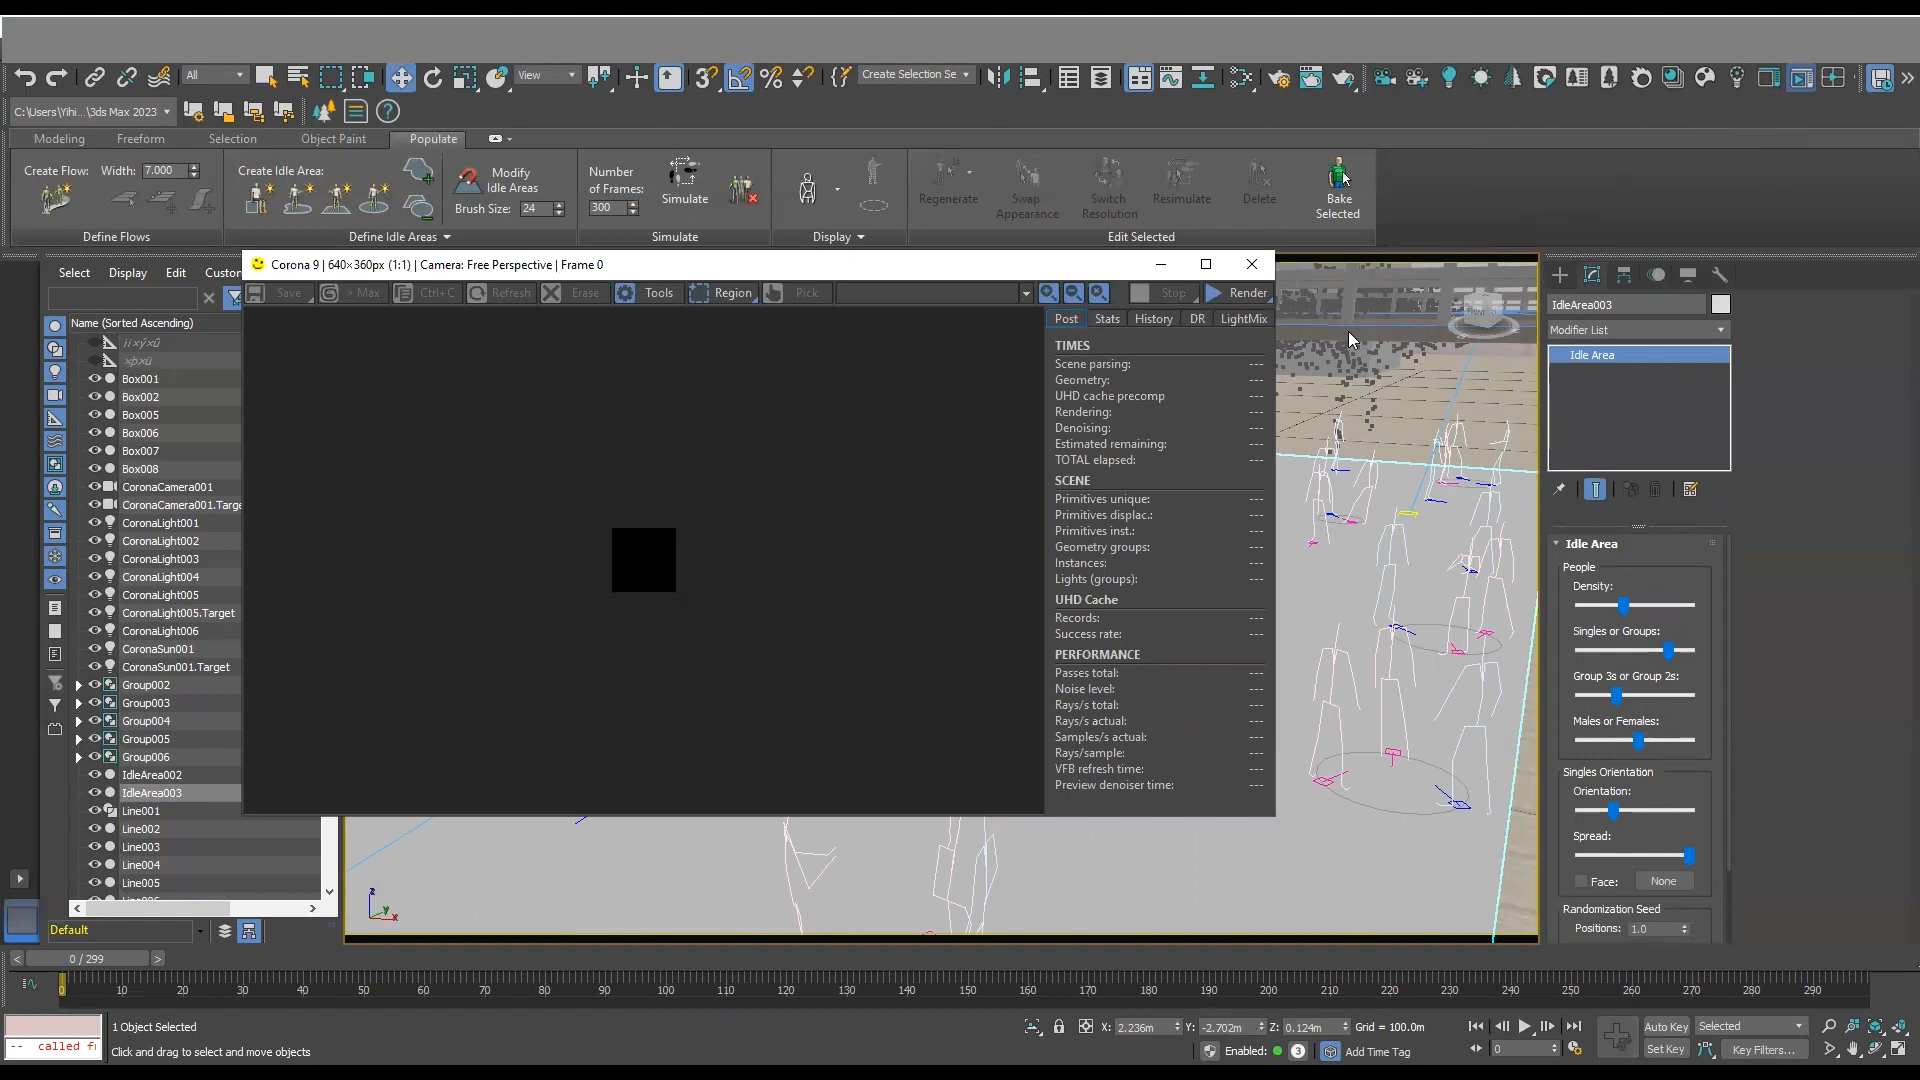 All
View
Create Selection Se
C:\Users\Yihi...\3ds Max 2023
Modeling
Freeform
Selection
Object Paint
Populate
Create Flow: Width: 7.000
Define Flows
Create Idle Area:
Modify
Idle Areas
Brush Size: 24
Define Idle Areas
Number
of Frames:
300
Simulate
Simulate
Display
Regenerate
Swap
Appearance
Switch
Resolution
Resimulate
Delete
Bake
Selected
Edit Selected
Select
Display
Edit
Custon
Name (Sorted Ascending)
Box001
Box002
Box005
Box006
Box007
Box008
CoronaCamera001
CoronaCamera001.Targe
CoronaLight001
CoronaLight002
CoronaLight003
CoronaLight004
CoronaLight005
CoronaLight005.Target
CoronaLight006
CoronaSun001
CoronaSun001.Target
Group002
Group003
Group004
Group005
Group006
IdleArea002
IdleArea003
Line001
Line002
Line003
Line004
Line005
Default
Corona 9 | 640×360px (1:1) | Camera: Free Perspective | Frame 0
Save
> Max
Ctrl+C
Refresh
Erase
Tools
Region
Pick
Stop
Render
Post
Stats
History
DR
LightMix
TIMES
Scene parsing: ---
Geometry: ---
UHD cache precomp ---
Rendering: ---
Denoising: ---
Estimated remaining: ---
TOTAL elapsed: ---
SCENE
Primitives unique: ---
Primitives displac.: ---
Primitives inst.: ---
Geometry groups: ---
Instances: ---
Lights (groups): ---
UHD Cache
Records: ---
Success rate: ---
PERFORMANCE
Passes total: ---
Noise level: ---
Rays/s total: ---
Rays/s actual: ---
Samples/s actual: ---
Rays/sample: ---
VFB refresh time: ---
Preview denoiser time: ---
z
y
x
IdleArea003
Modifier List
Idle Area
Idle Area
People
Density:
Singles or Groups:
Group 3s or Group 2s:
Males or Females:
Singles Orientation
Orientation:
Spread:
Face: None
Randomization Seed
Positions: 1.0
< 0 / 299 >
0 10 20 30 40 50 60 70 80 90 100 110 120 130 140 150 160 170 180 190 200 210 220 230 240 250 260 270 280 290
1 Object Selected
-- called f
Click and drag to select and move objects
X: 2.236m Y: -2.702m Z: 0.124m Grid = 100.0m
Enabled: 3 Add Time Tag
0
Auto Key
Selected
Set Key
Key Filters...